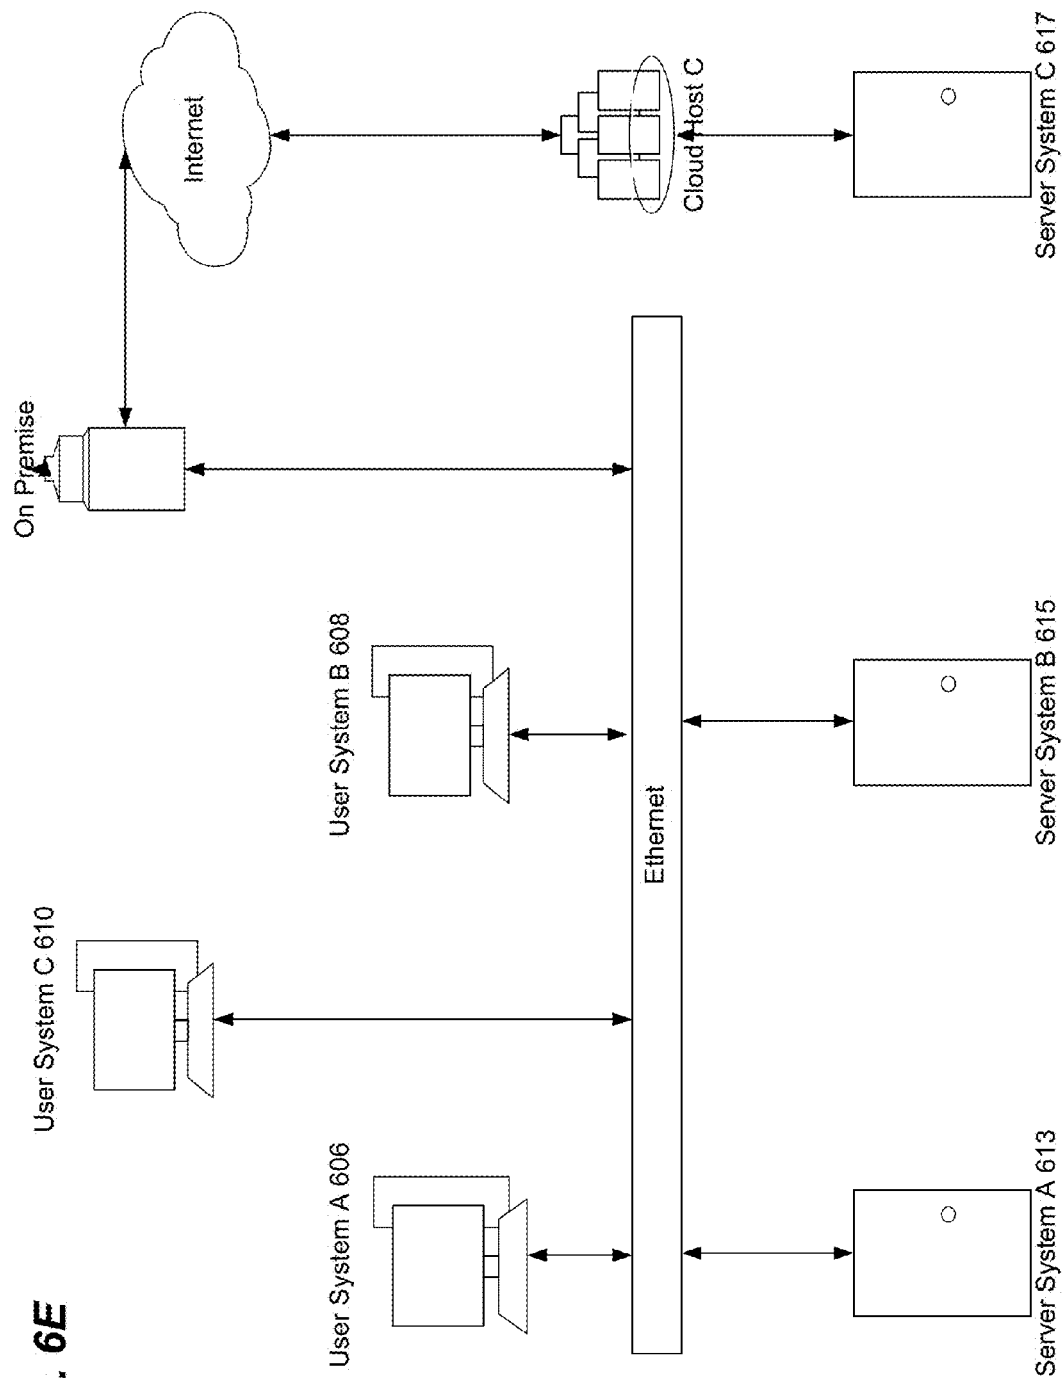 . 6E
User System C 610
On Premise
Internet
User System A 606
User System B 608
Ethernet
Cloud Host C
Server System A 613
Server System B 615
Server System C 617